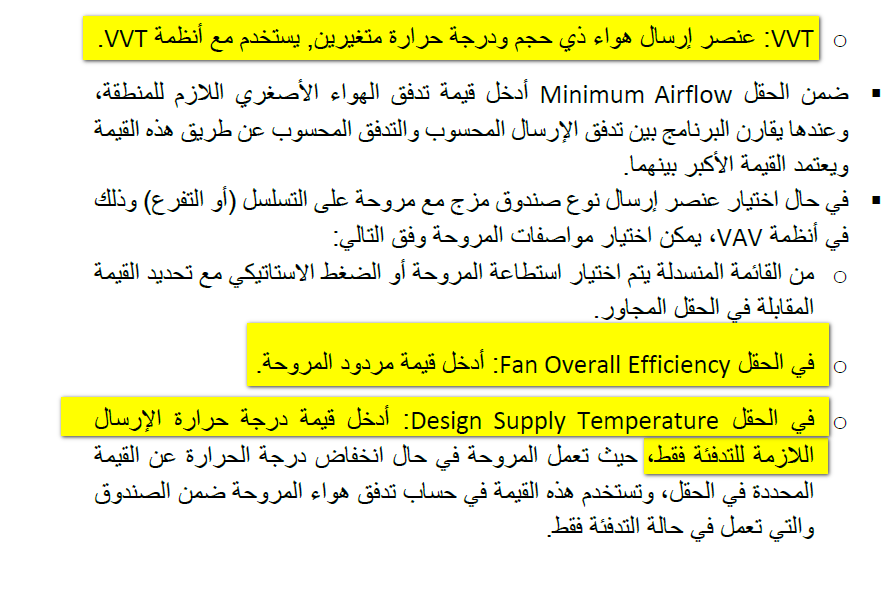 ○ VVT: عنصر إرسال هواء ذي حجم ودرجة حرارة متغيرين, يستخدم مع أنظمة VVT.
▪ ضمن الحقل Minimum Airflow أدخل قيمة تدفق الهواء الأصغري اللازم للمنطقة،
وعندها يقارن البرنامج بين تدفق الإرسال المحسوب والتدفق المحسوب عن طريق هذه القيمة
ويعتمد القيمة الأكبر بينهما.
▪ في حال اختيار عنصر إرسال نوع صندوق مزج مع مروحة على التسلسل (أو التفرع) وذلك
في أنظمة VAV، يمكن اختيار مواصفات المروحة وفق التالي:
○ من القائمة المنسدلة يتم اختيار استطاعة المروحة أو الضغط الاستاتيكي مع تحديد القيمة
المقابلة في الحقل المجاور.
○ في الحقل Fan Overall Efficiency: أدخل قيمة مردود المروحة.
○ في الحقل Design Supply Temperature: أدخل قيمة درجة حرارة الإرسال
اللازمة للتدفئة فقط، حيث تعمل المروحة في حال انخفاض درجة الحرارة عن القيمة
المحددة في الحقل، وتستخدم هذه القيمة في حساب تدفق هواء المروحة ضمن الصندوق
والتي تعمل في حالة التدفئة فقط.